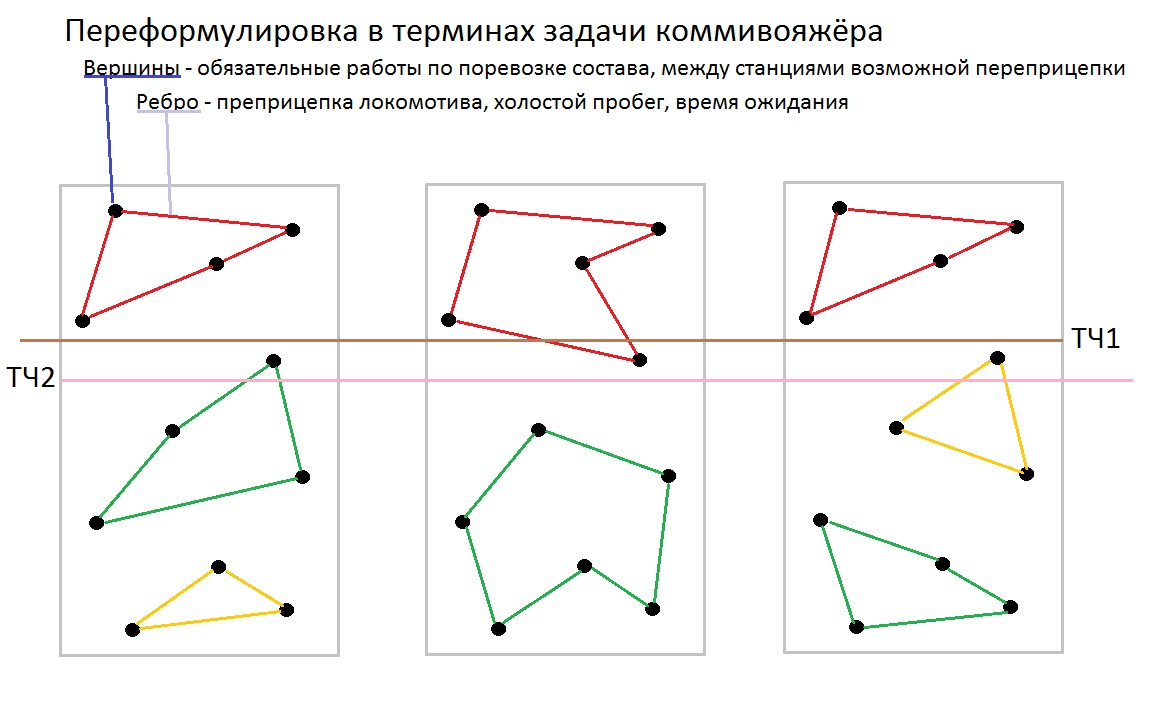 Переформулировка в терминах задачи коммивояжёра
Вершины - обязательные работы по поревозке состава, между станциями возможной переприцепки
Ребро - преприцепка локомотива, холостой пробег, время ожидания
ТЧ1
ТЧ2